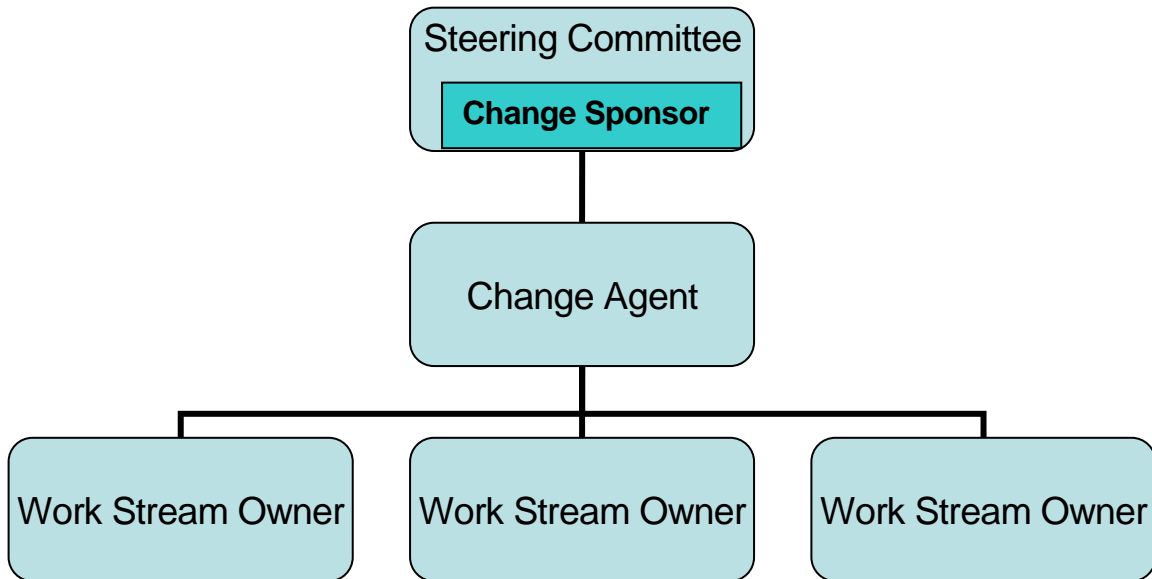 Steering Committee
Change Sponsor
Change Agent
Work Stream Owner
Work Stream Owner
Work Stream Owner